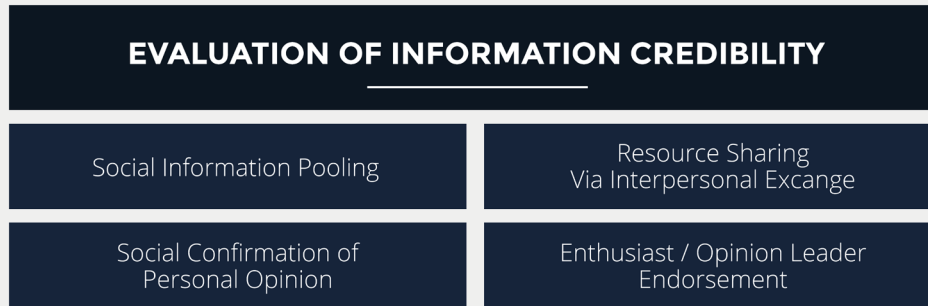 EVALUATION OF INFORMATION CREDIBILITY
Social Information Pooling
Resource Sharing
Via Interpersonal Excange
Social Confirmation of
Personal Opinion
Enthusiast / Opinion Leader
Endorsement